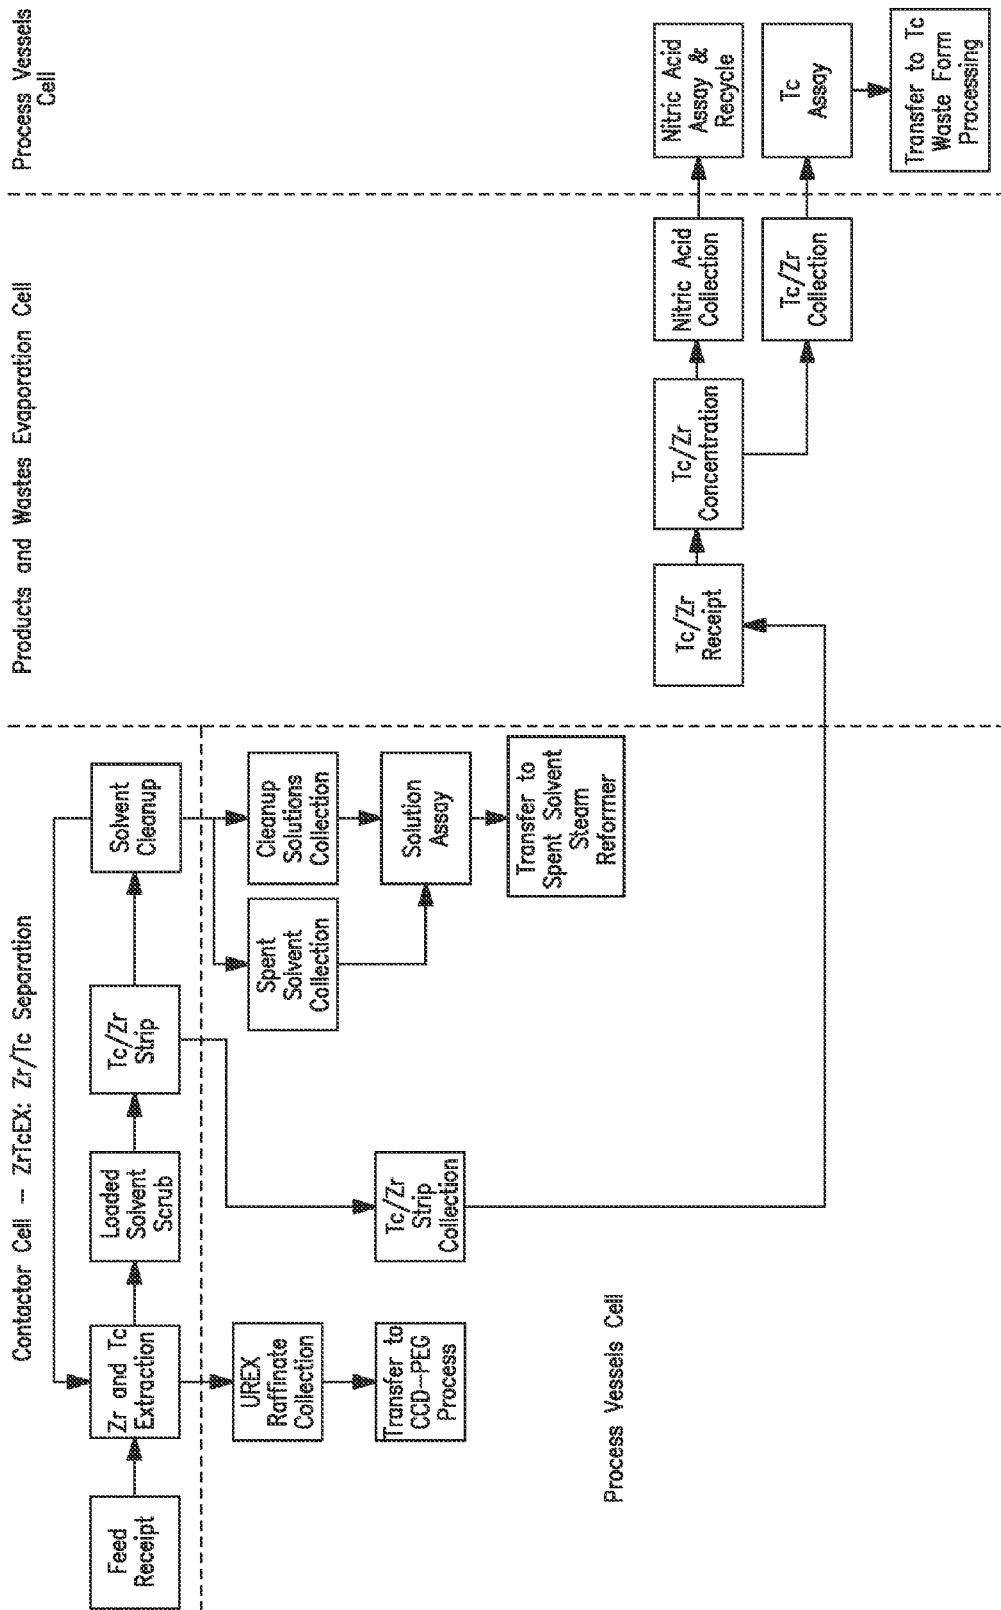 Contactor Cell – ZrTcEX: Zr/Tc Separation
Products and Wastes Evaporation Cell
Process Vessels
Cell
Feed
Receipt
Zr and Tc
Extraction
Loaded
Solvent
Scrub
Tc/Zr
Strip
Solvent
Cleanup
UREX
Raffinate
Collection
Transfer to
CCD-PEG
Process
Tc/Zr
Strip
Collection
Spent
Solvent
Collection
Cleanup
Solutions
Collection
Solution
Assay
Transfer to
Spent Solvent
Steam
Reformer
Process Vessels Cell
Tc/Zr
Receipt
Tc/Zr
Concentration
Nitric Acid
Collection
Tc/Zr
Collection
Nitric Acid
Assay &
Recycle
Tc
Assay
Transfer to Tc
Waste Form
Processing